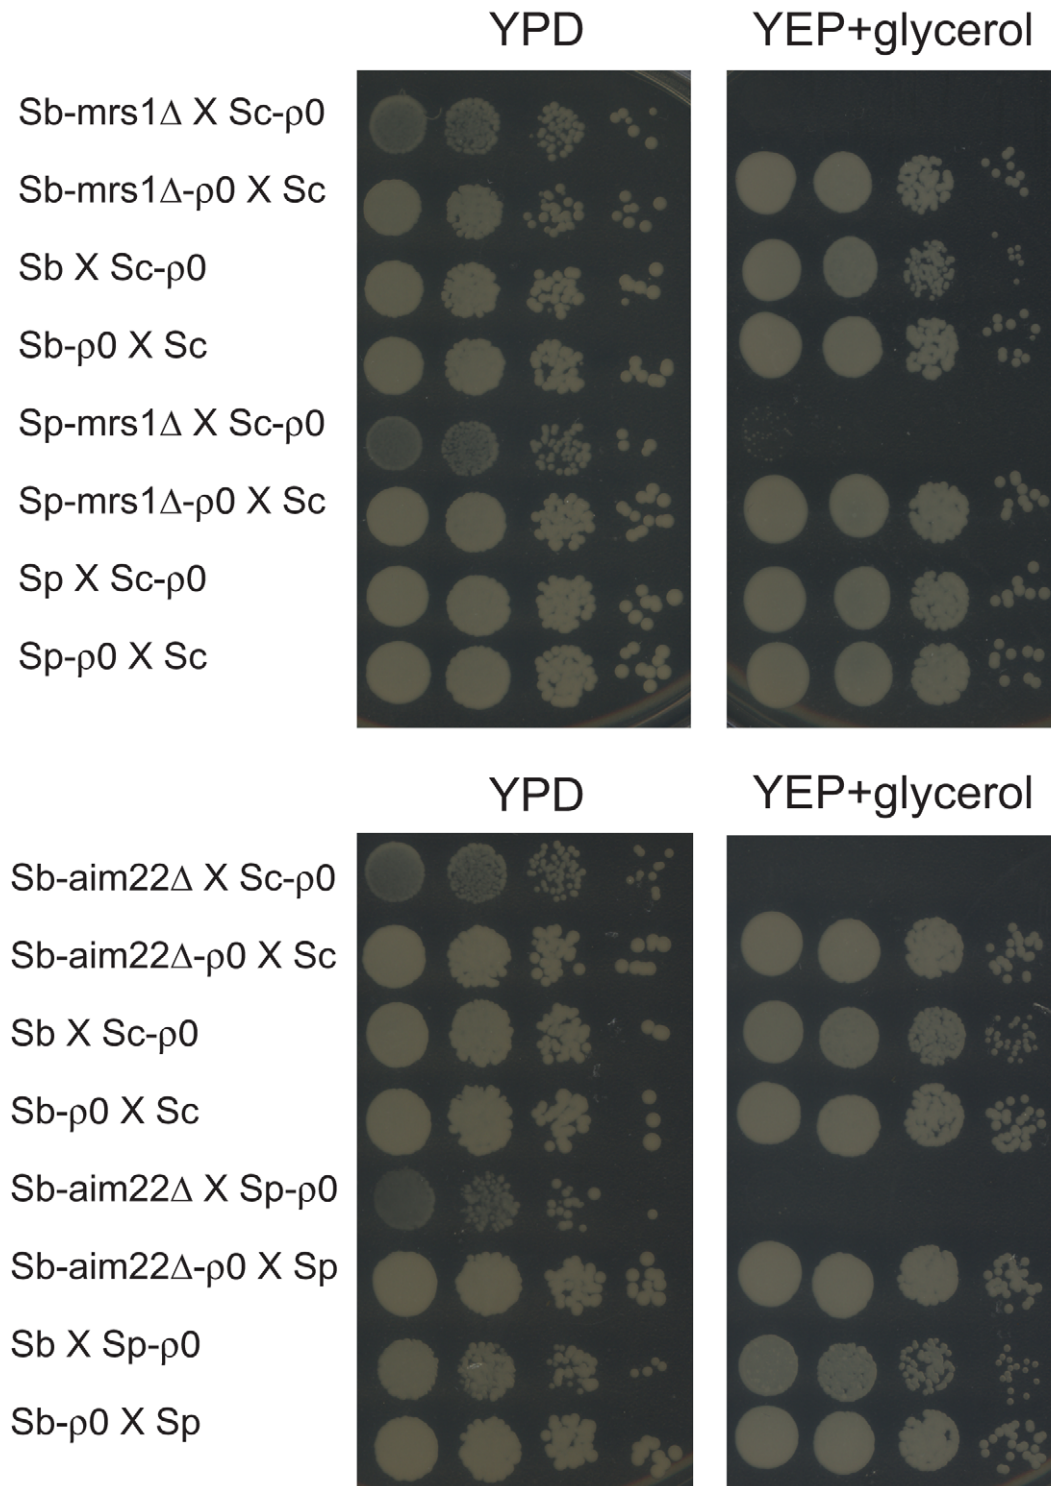 YPD YEP+glycerol
Sb-mrs1Δ X Sc-ρ0
Sb-mrs1Δ-ρ0 X Sc
Sb X Sc-ρ0
Sb-ρ0 X Sc
Sp-mrs1Δ X Sc-ρ0
Sp-mrs1Δ-ρ0 X Sc
Sp X Sc-ρ0
Sp-ρ0 X Sc
YPD YEP+glycerol
Sb-aim22Δ X Sc-ρ0
Sb-aim22Δ-ρ0 X Sc
Sb X Sc-ρ0
Sb-ρ0 X Sc
Sb-aim22Δ X Sp-ρ0
Sb-aim22Δ-ρ0 X Sp
Sb X Sp-ρ0
Sb-ρ0 X Sp